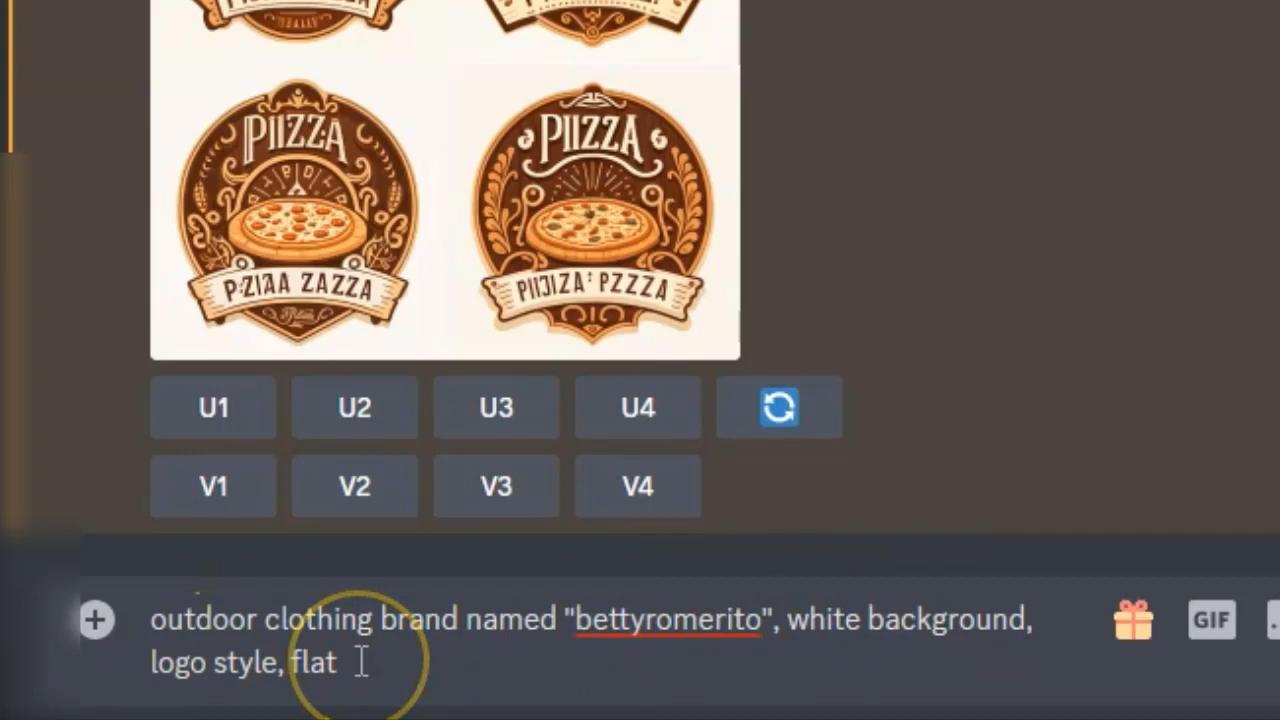 PIIZZA
PIIZZA
P:ZIAA ZAZZA
PIIJIZA' PZZZA
U1 U2 U3 U4
V1 V2 V3 V4
outdoor clothing brand named "bettyromerito", white background,
logo style, flat
GIF